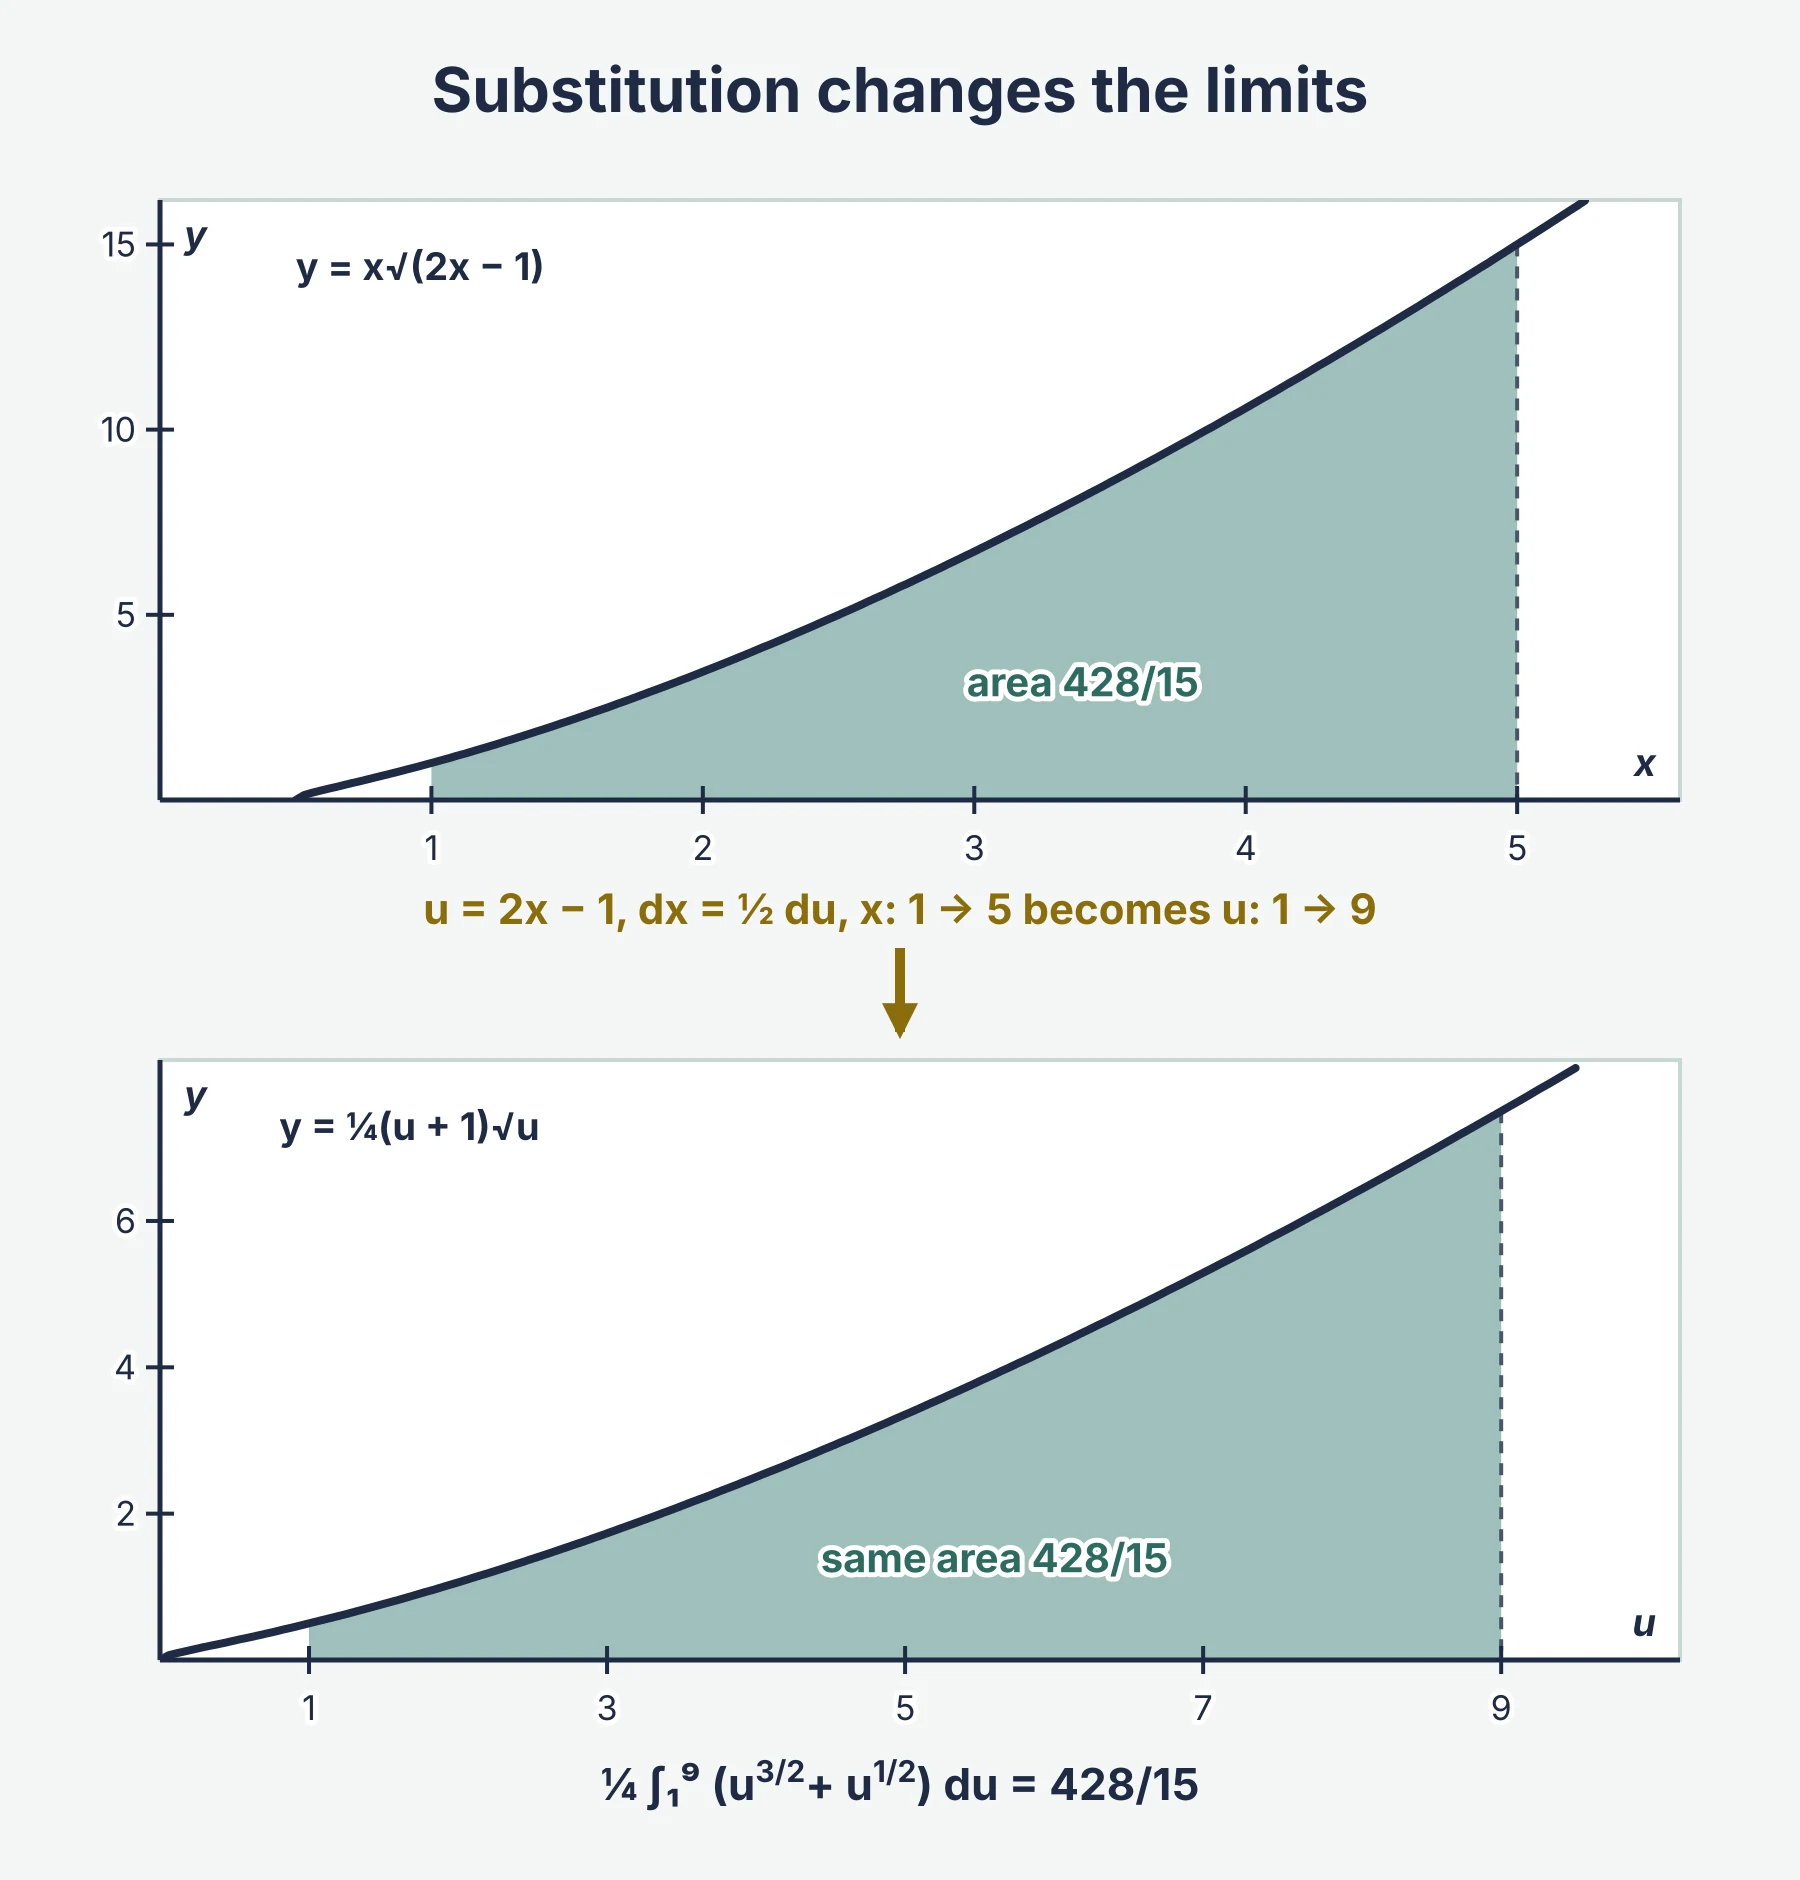 Substitution changes the limits
15
y
y = x√(2x − 1)
10
5
area 428/15
x
1 2 3 4 5
u = 2x − 1, dx = ½ du, x: 1 → 5 becomes u: 1 → 9
y
y = ¼(u + 1)√u
6
4
2
same area 428/15
u
1 3 5 7 9
¼ ∫₁⁹ (u^3/2 + u^1/2) du = 428/15